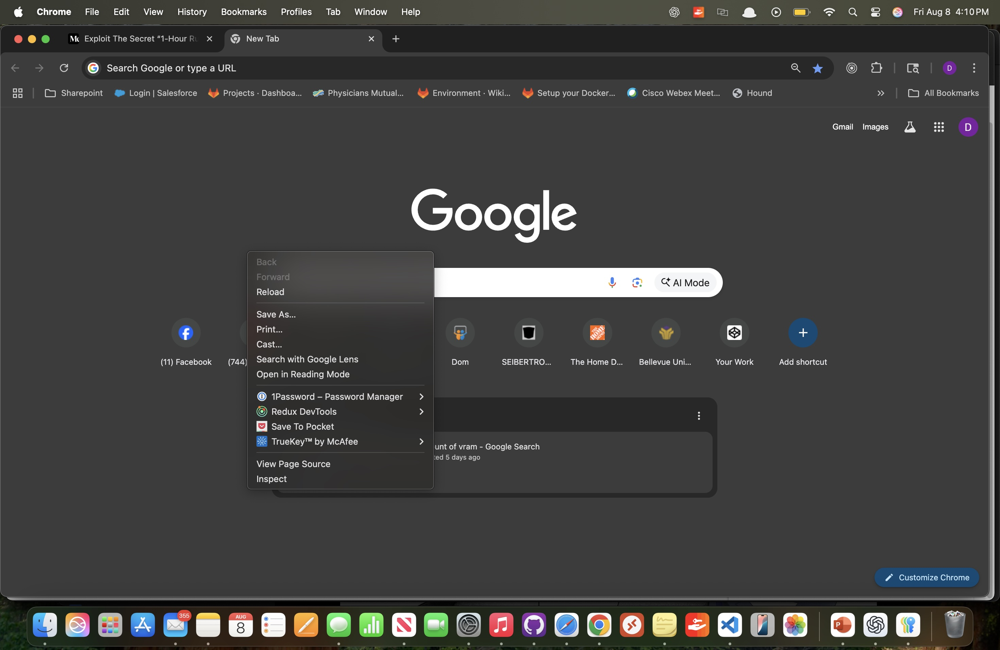 Chrome File Edit View History Bookmarks Profiles Tab Window Help Fri Aug 8 4:10 PM
Exploit The Secret “1-Hour Ru
New Tab
Search Google or type a URL
D
Sharepoint
Login | Salesforce
Projects · Dashboa...
Physicians Mutual...
Environment · Wiki...
Setup your Docker...
Cisco Webex Meet...
Hound
All Bookmarks
Gmail Images
D
Google
Back
Forward
Reload
Save As...
Print...
Cast...
Search with Google Lens
Open in Reading Mode
1Password – Password Manager
Redux DevTools
Save To Pocket
TrueKey™ by McAfee
View Page Source
Inspect
AI Mode
(11) Facebook
(744)
Dom
SEIBERTRO...
The Home D...
Bellevue Uni...
Your Work
Add shortcut
unt of vram - Google Search
ted 5 days ago
Customize Chrome
355
AUG
8